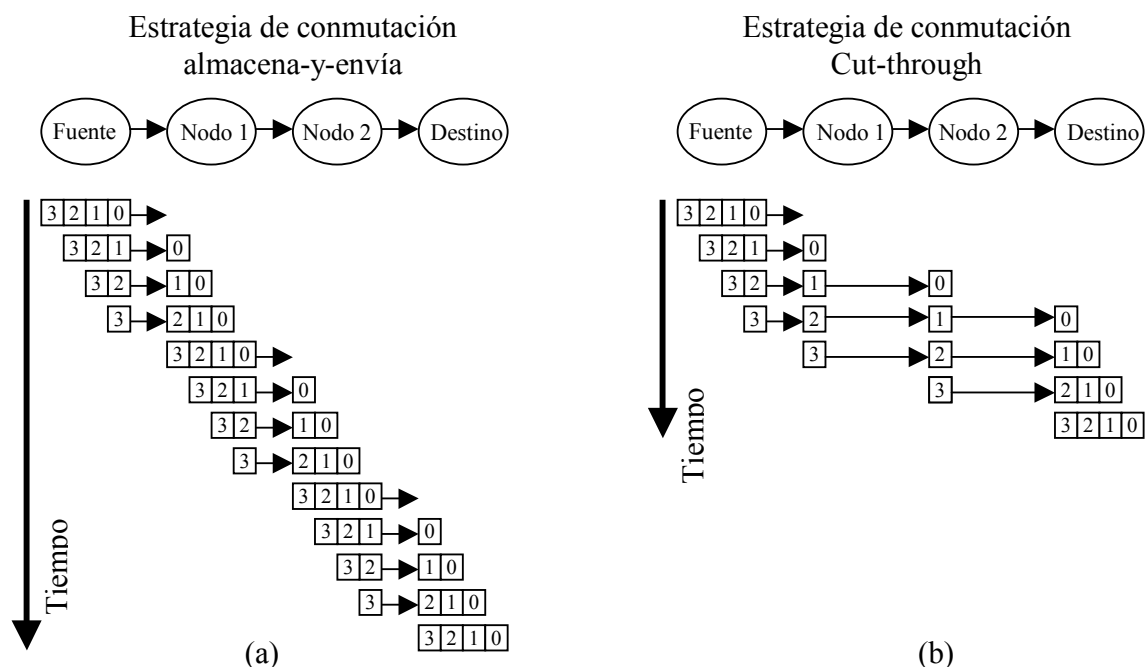 Estrategia de conmutación
almacena-y-envía
Fuente Nodo 1 Nodo 2 Destino
3 2 1 0
3 2 1 0
3 2 1 0
3 2 1 0
3 2 1 0
3 2 1 0
3 2 1 0
3 2 1 0
3 2 1 0
3 2 1 0
3 2 1 0
3 2 1 0
3 2 1 0
Tiempo
(a)
Estrategia de conmutación
Cut-through
Fuente Nodo 1 Nodo 2 Destino
3 2 1 0
3 2 1 0
3 2 1 0
3 2 1 0
3 2 1 0
3 2 1 0
3 2 1 0
Tiempo
(b)